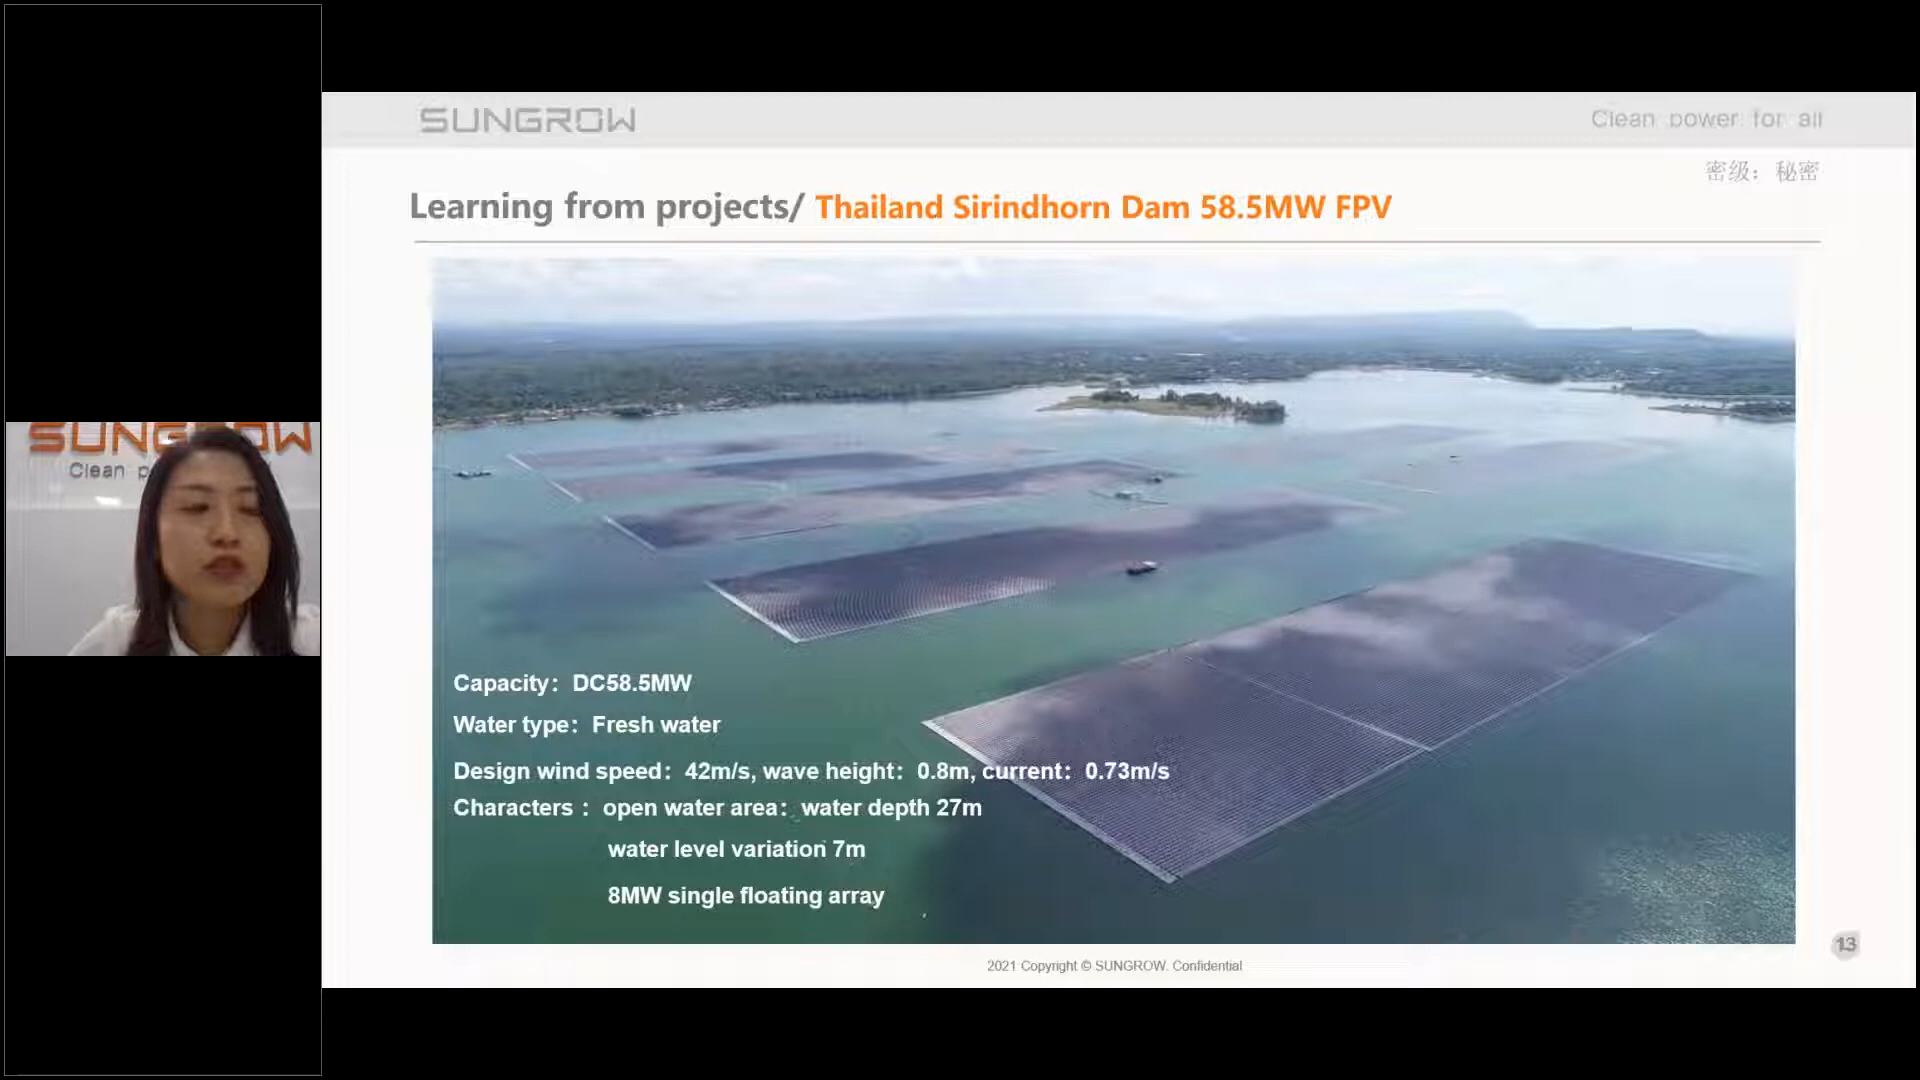 SUNGROW
Clean power for all
密级：秘密
Learning from projects/ Thailand Sirindhorn Dam 58.5MW FPV
SUNGROW
Clean p
Capacity：DC58.5MW
Water type：Fresh water
Design wind speed：42m/s, wave height：0.8m, current：0.73m/s
Characters：open water area：water depth 27m
water level variation 7m
8MW single floating array
2021 Copyright © SUNGROW. Confidential
13